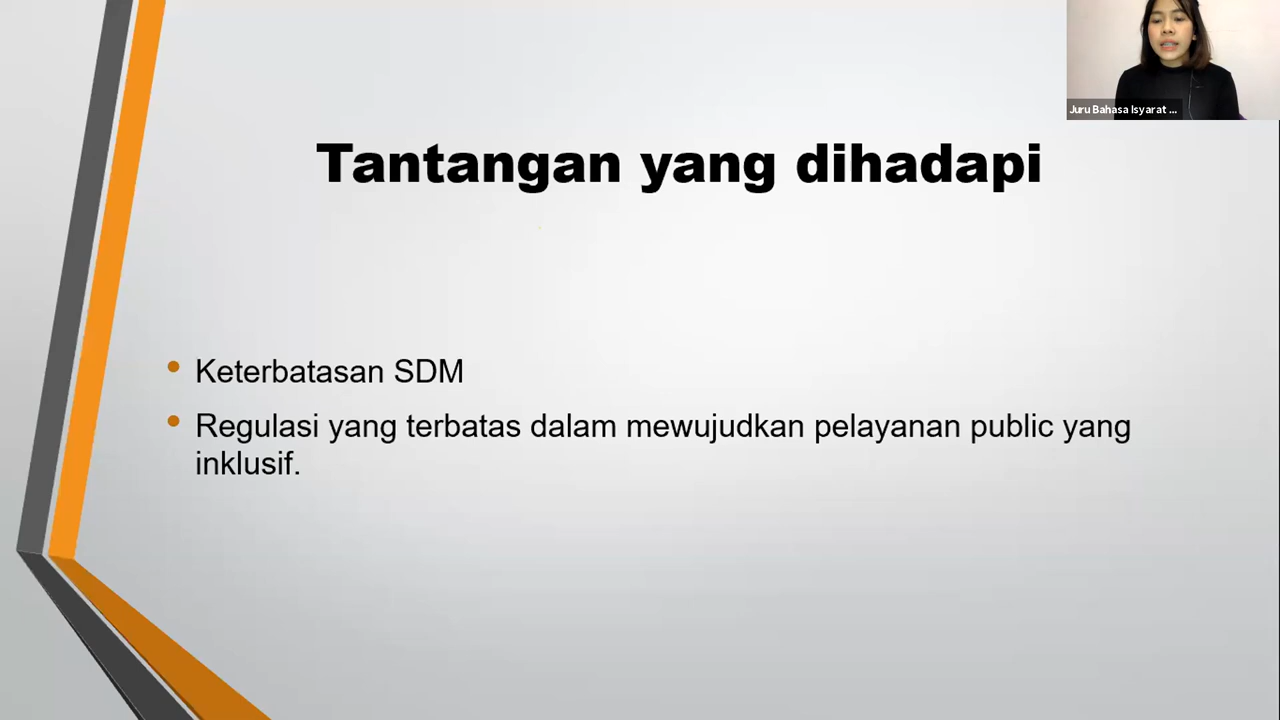 Juru Bahasa Isyarat ...
Tantangan yang dihadapi
Keterbatasan SDM
Regulasi yang terbatas dalam mewujudkan pelayanan public yang
inklusif.